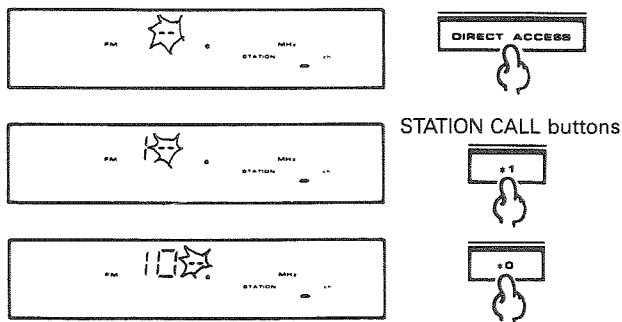 FM -- MHz
STATION ch
DIRECT ACCESS
STATION CALL buttons
FM 1-- MHz
STATION ch
*1
FM 10-- MHz
STATION ch
*0